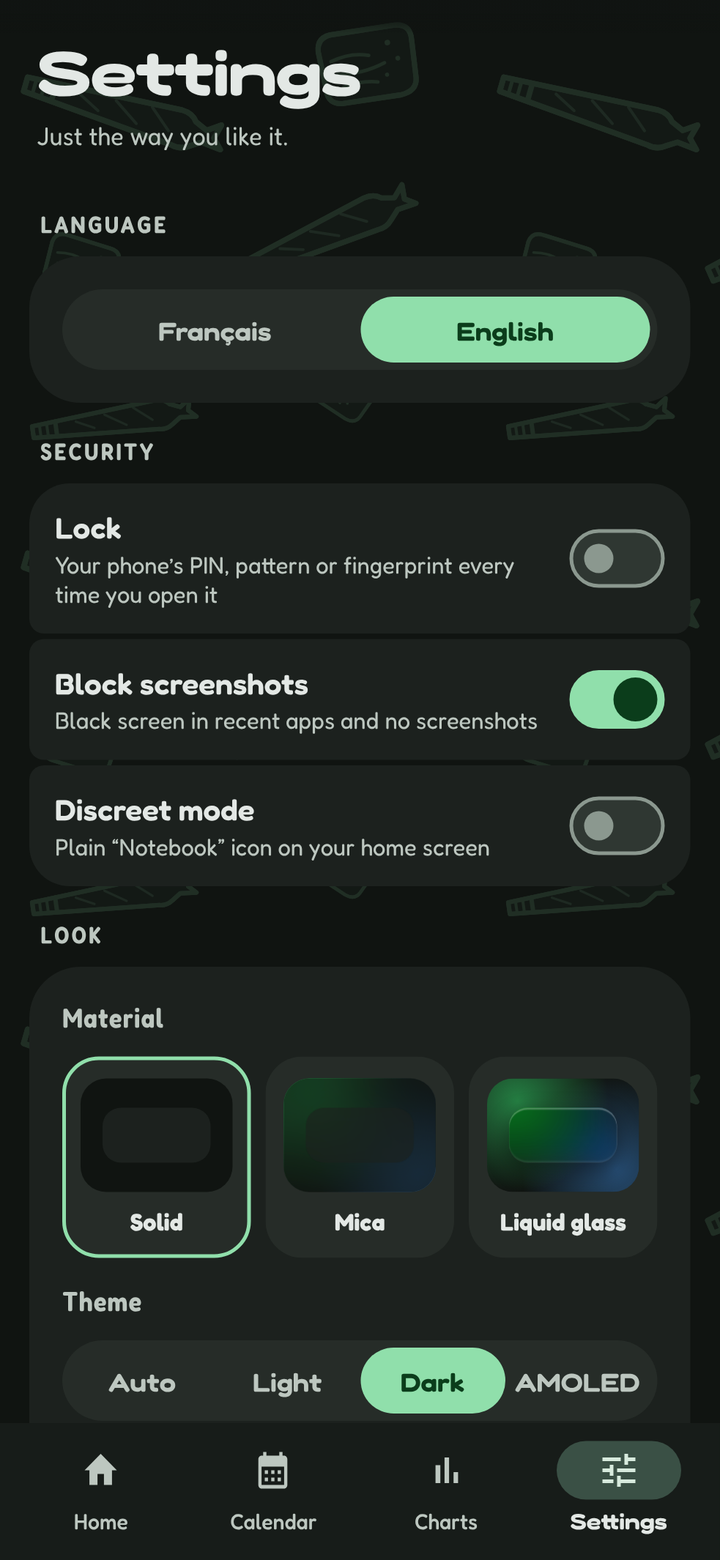 Settings
Just the way you like it.
LANGUAGE
Français
English
SECURITY
Lock
Your phone’s PIN, pattern or fingerprint every
time you open it
Block screenshots
Black screen in recent apps and no screenshots
Discreet mode
Plain “Notebook” icon on your home screen
LOOK
Material
Solid
Mica
Liquid glass
Theme
Auto
Light
Dark
AMOLED
Home
Calendar
Charts
Settings